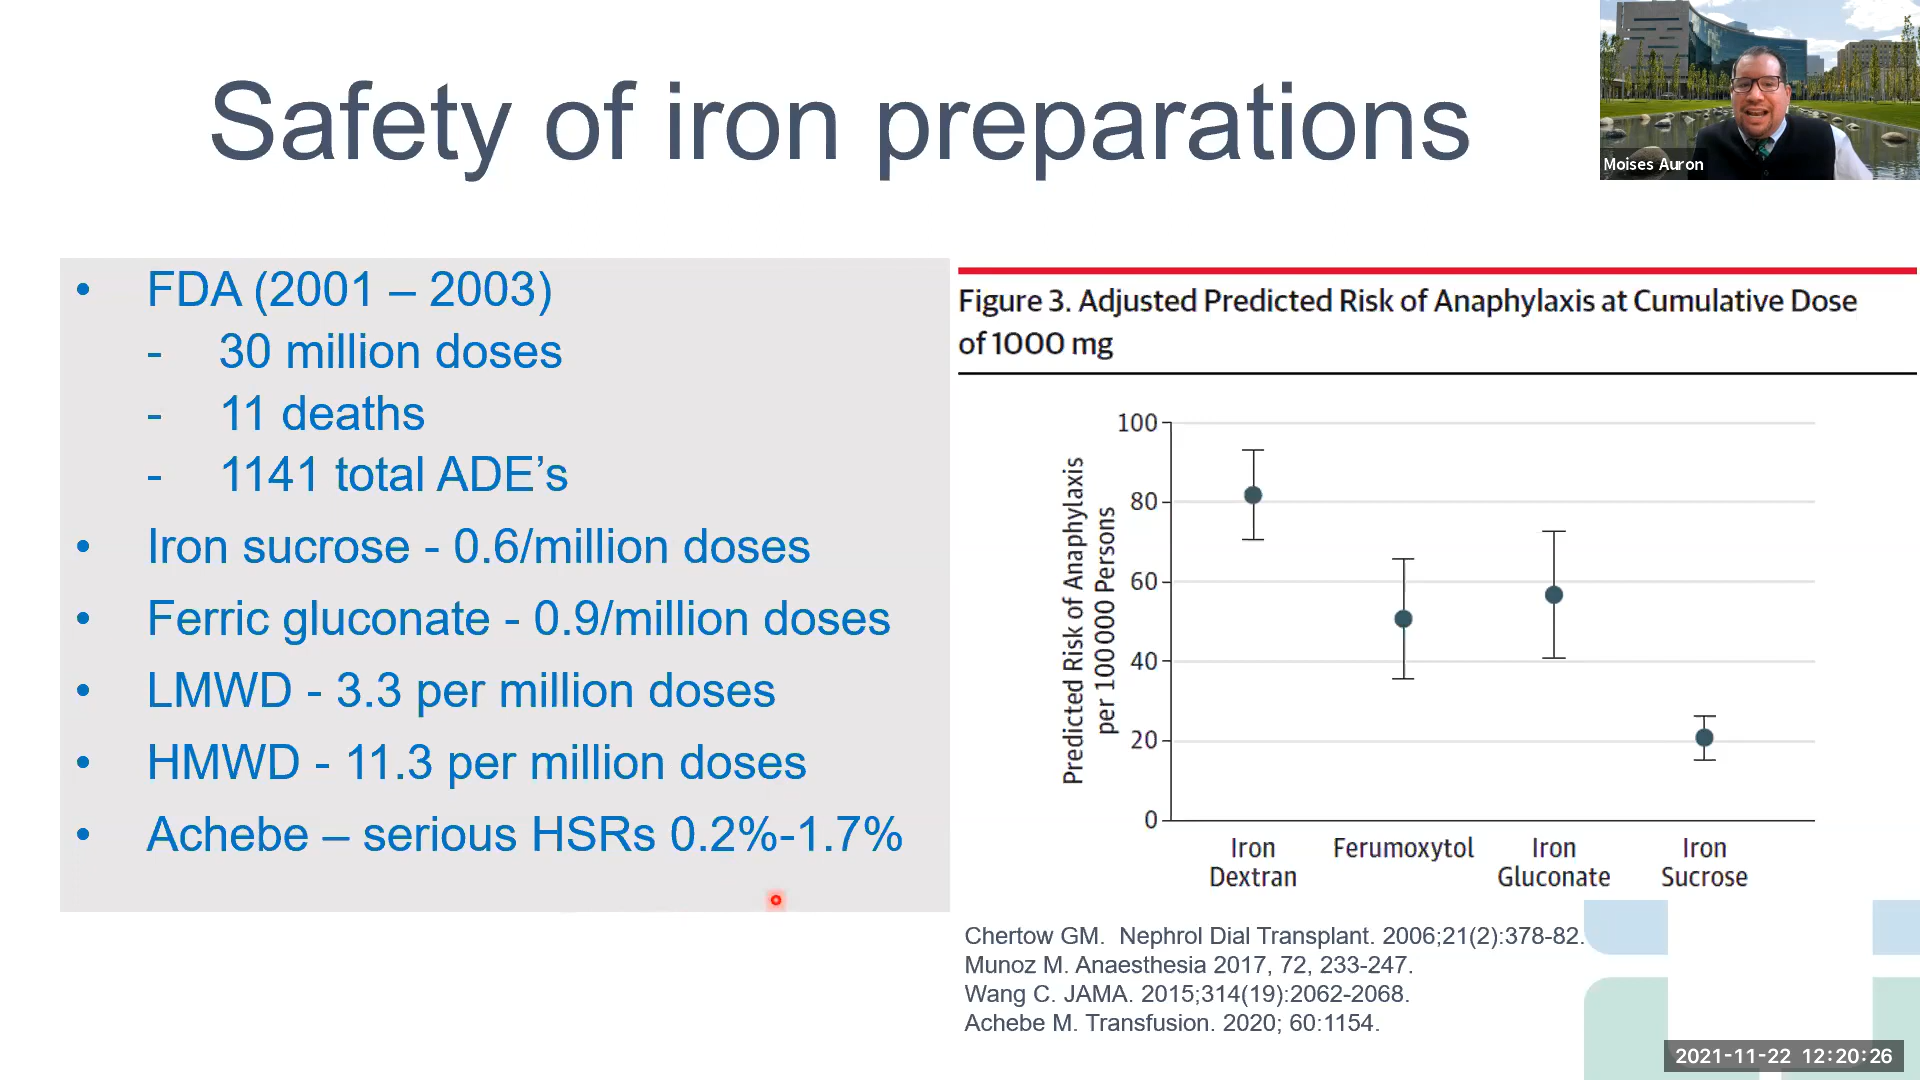 Safety of iron preparations
Moises Auron
• FDA (2001 – 2003)
- 30 million doses
- 11 deaths
- 1141 total ADE’s
• Iron sucrose - 0.6/million doses
• Ferric gluconate - 0.9/million doses
• LMWD - 3.3 per million doses
• HMWD - 11.3 per million doses
• Achebe – serious HSRs 0.2%-1.7%
Figure 3. Adjusted Predicted Risk of Anaphylaxis at Cumulative Dose
of 1000 mg
Predicted Risk of Anaphylaxis
per 100 000 Persons
100
80
60
40
20
0
Iron
Dextran
Ferumoxytol
Iron
Gluconate
Iron
Sucrose
Chertow GM.  Nephrol Dial Transplant. 2006;21(2):378-82.
Munoz M. Anaesthesia 2017, 72, 233-247.
Wang C. JAMA. 2015;314(19):2062-2068.
Achebe M. Transfusion. 2020; 60:1154.
2021-11-22 12:20:26